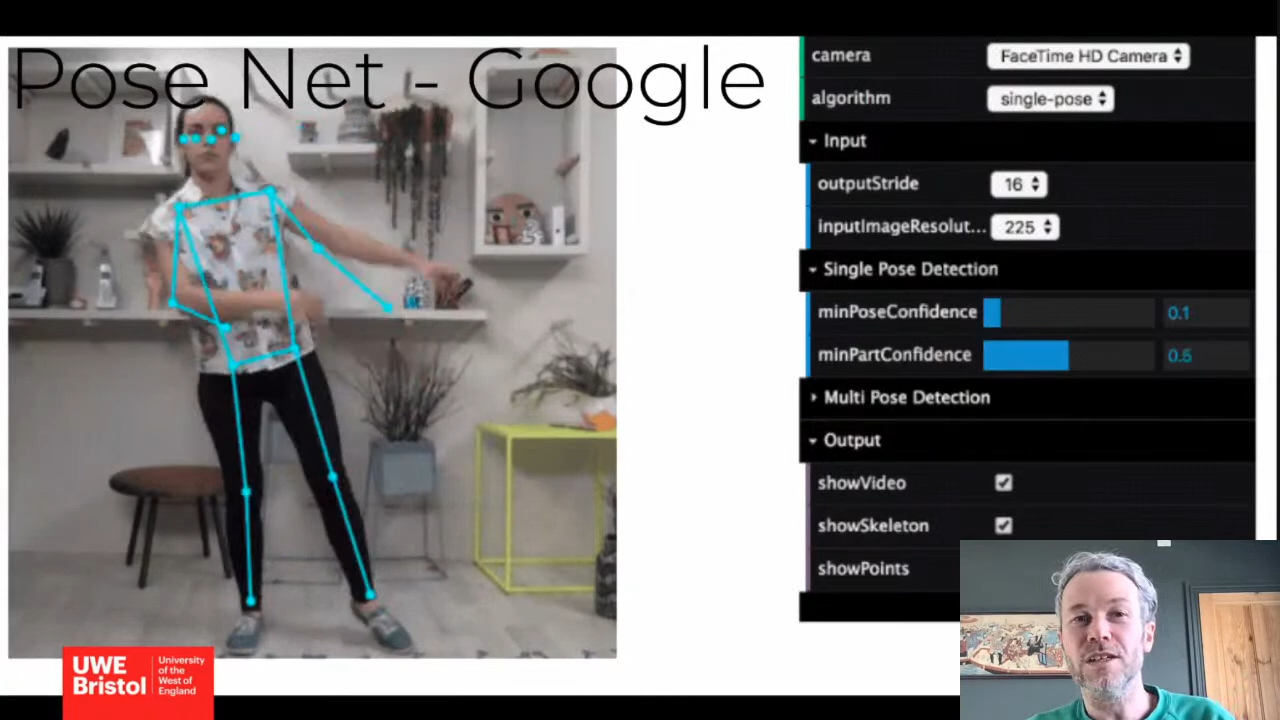 Pose Net - Google
camera FaceTime HD Camera
algorithm single-pose
Input
outputStride 16
inputImageResolut... 225
Single Pose Detection
minPoseConfidence 0.1
minPartConfidence 0.5
Multi Pose Detection
Output
showVideo
showSkeleton
showPoints
UWE
Bristol
University
of the
West of
England